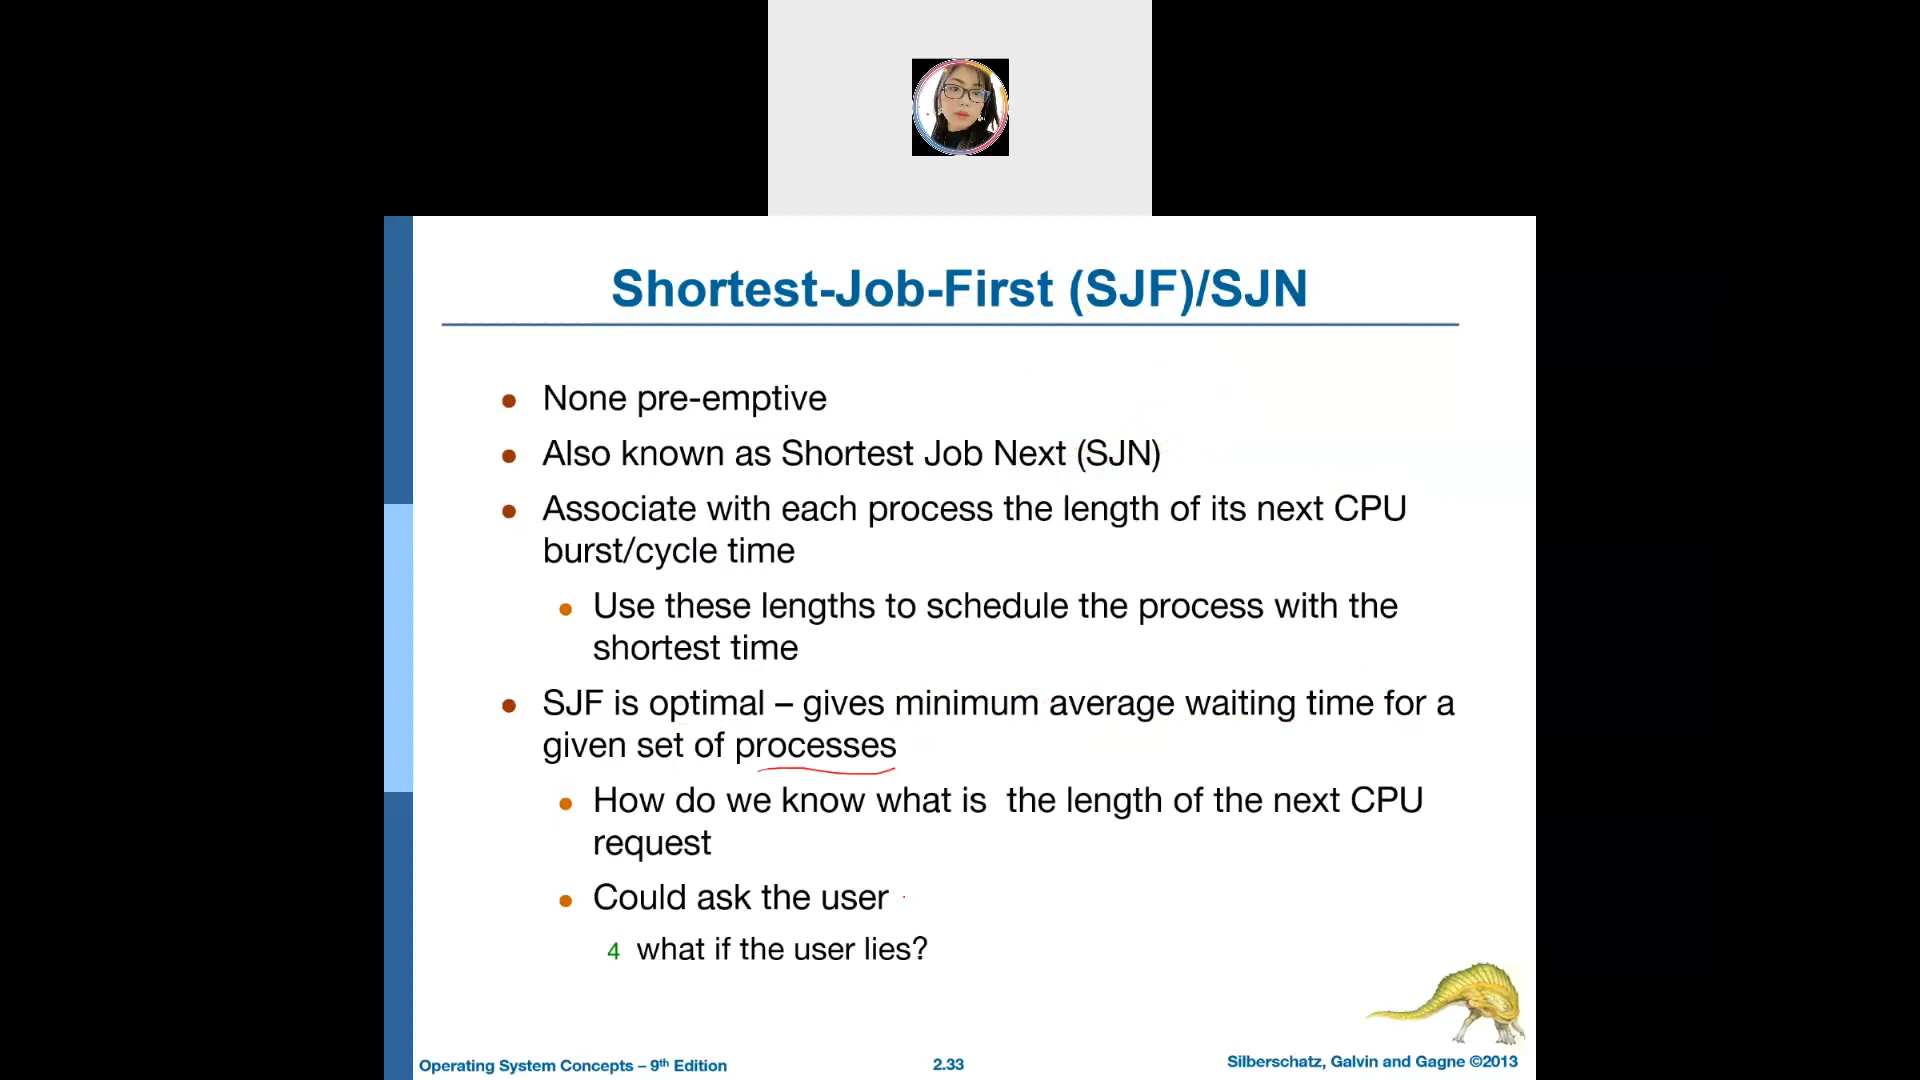 Shortest-Job-First (SJF)/SJN
None pre-emptive
Also known as Shortest Job Next (SJN)
Associate with each process the length of its next CPU
burst/cycle time
Use these lengths to schedule the process with the
shortest time
SJF is optimal – gives minimum average waiting time for a
given set of processes
How do we know what is the length of the next CPU
request
Could ask the user
4 what if the user lies?
Operating System Concepts – 9th Edition
2.33
Silberschatz, Galvin and Gagne ©2013